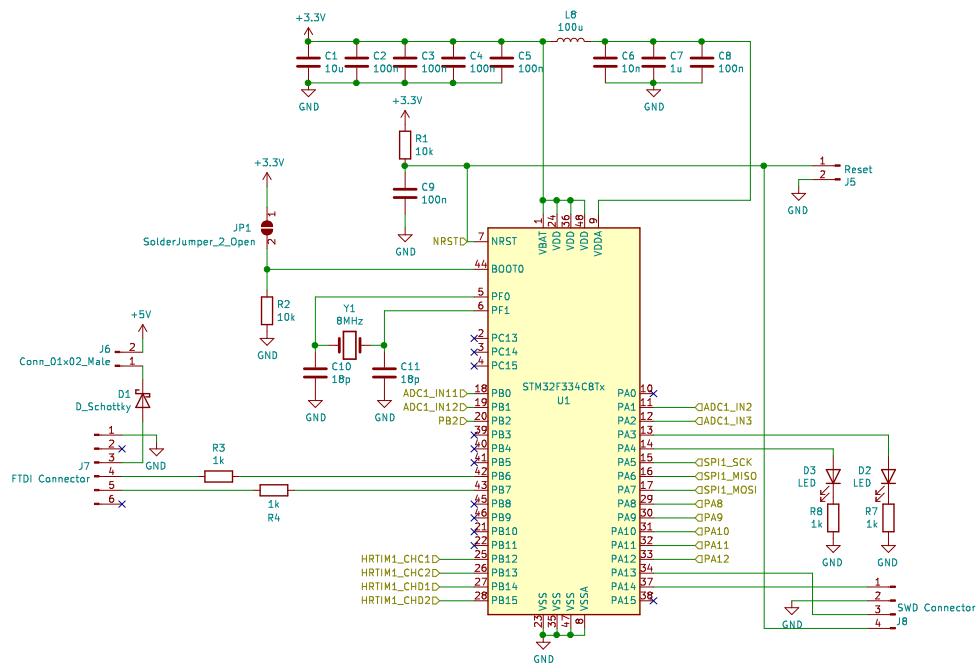 +3.3V
L8
100u
C1
10u
C2
100n
C3
100n
C4
100n
C5
100n
C6
10n
C7
1u
C8
100n
GND
GND
+3.3V
R1
10k
C9
100n
GND
1
2
Reset
J5
GND
+3.3V
1
JP1
SolderJumper_2_Open
2
R2
10k
GND
1
24
36
48
9
VBAT
VDD
VDD
VDD
VDDA
NRST
7
NRST
44
BOOT0
5
PF0
6
PF1
Y1
8MHz
C10
18p
C11
18p
GND
GND
2
PC13
3
PC14
4
PC15
STM32F334C8Tx
U1
ADC1_IN11
18
PB0
ADC1_IN12
19
PB1
PB2
20
PB2
39
PB3
40
PB4
41
PB5
42
PB6
43
PB7
45
PB8
46
PB9
21
PB10
22
PB11
HRTIM1_CHC1
25
PB12
HRTIM1_CHC2
26
PB13
HRTIM1_CHD1
27
PB14
HRTIM1_CHD2
28
PB15
PA0
10
PA1
11
ADC1_IN2
PA2
12
ADC1_IN3
PA3
13
PA4
14
PA5
15
SPI1_SCK
PA6
16
SPI1_MISO
PA7
17
SPI1_MOSI
PA8
29
PA8
PA9
30
PA9
PA10
31
PA10
PA11
32
PA11
PA12
33
PA12
PA13
34
PA14
37
PA15
38
VSS
VSS
VSS
VSSA
23
35
47
8
GND
+5V
J6
2
Conn_01x02_Male
1
D1
D_Schottky
1
2
3
4
5
6
J7
FTDI Connector
GND
R3
1k
1k
R4
D3
LED
D2
LED
R8
1k
R7
1k
GND
GND
1
2
3
4
SWD Connector
J8
GND